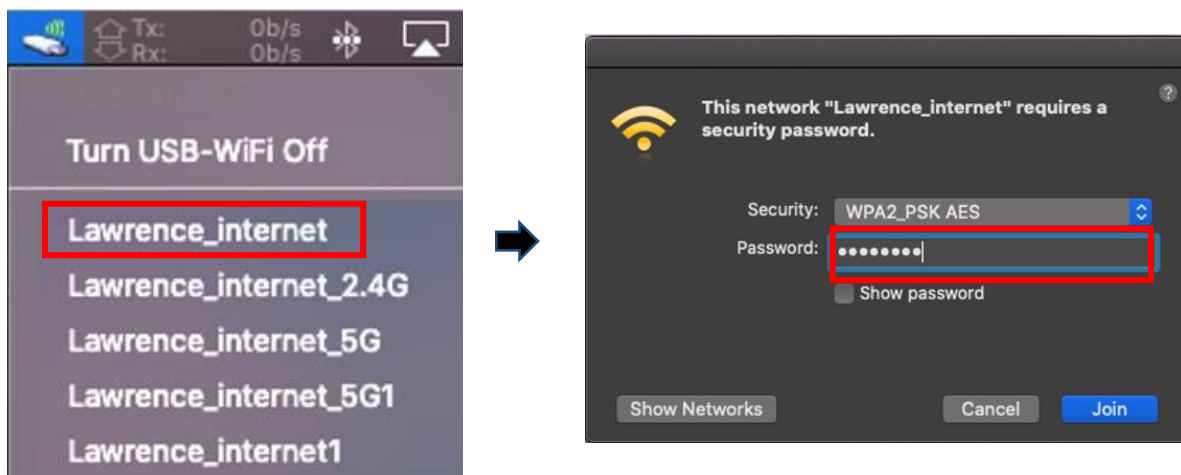 Tx: 0b/s
Rx: 0b/s
Turn USB-WiFi Off
Lawrence_internet
Lawrence_internet_2.4G
Lawrence_internet_5G
Lawrence_internet_5G1
Lawrence_internet1
?
This network "Lawrence_internet" requires a
security password.
Security: WPA2_PSK AES
Password: ••••••••
Show password
Show Networks Cancel Join